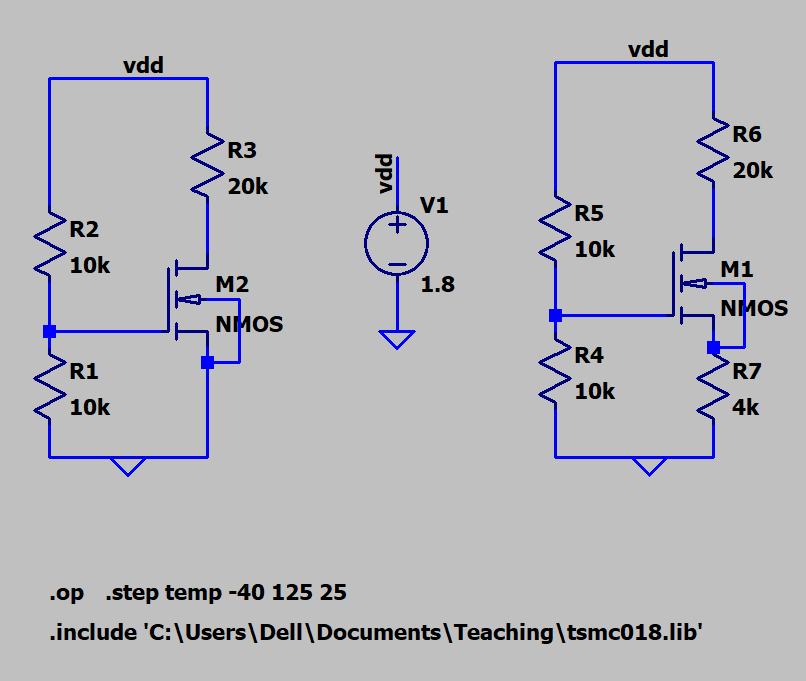 vdd
R3
20k
R2
10k
M2
NMOS
R1
10k
vdd
V1
1.8
vdd
R6
20k
R5
10k
M1
NMOS
R4
10k
R7
4k
.op .step temp -40 125 25
.include 'C:\Users\Dell\Documents\Teaching\tsmc018.lib'